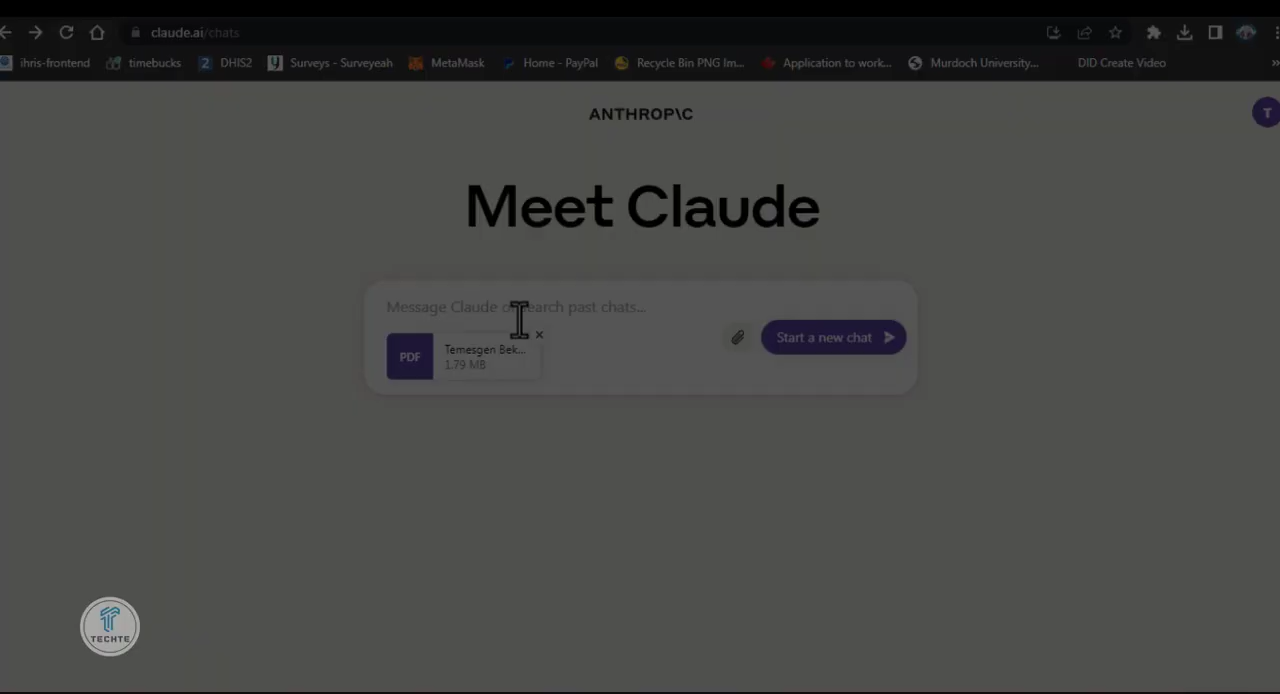 claude.ai/chats
ihris-frontend timebucks DHIS2 Surveys - Surveyeah MetaMask Home - PayPal Recycle Bin PNG Im... Application to work... Murdoch University... DID Create Video
ANTHROP\C
T
Meet Claude
Message Claude or search past chats...
Start a new chat
PDF
Temesgen Bek...
1.79 MB
TECHTE